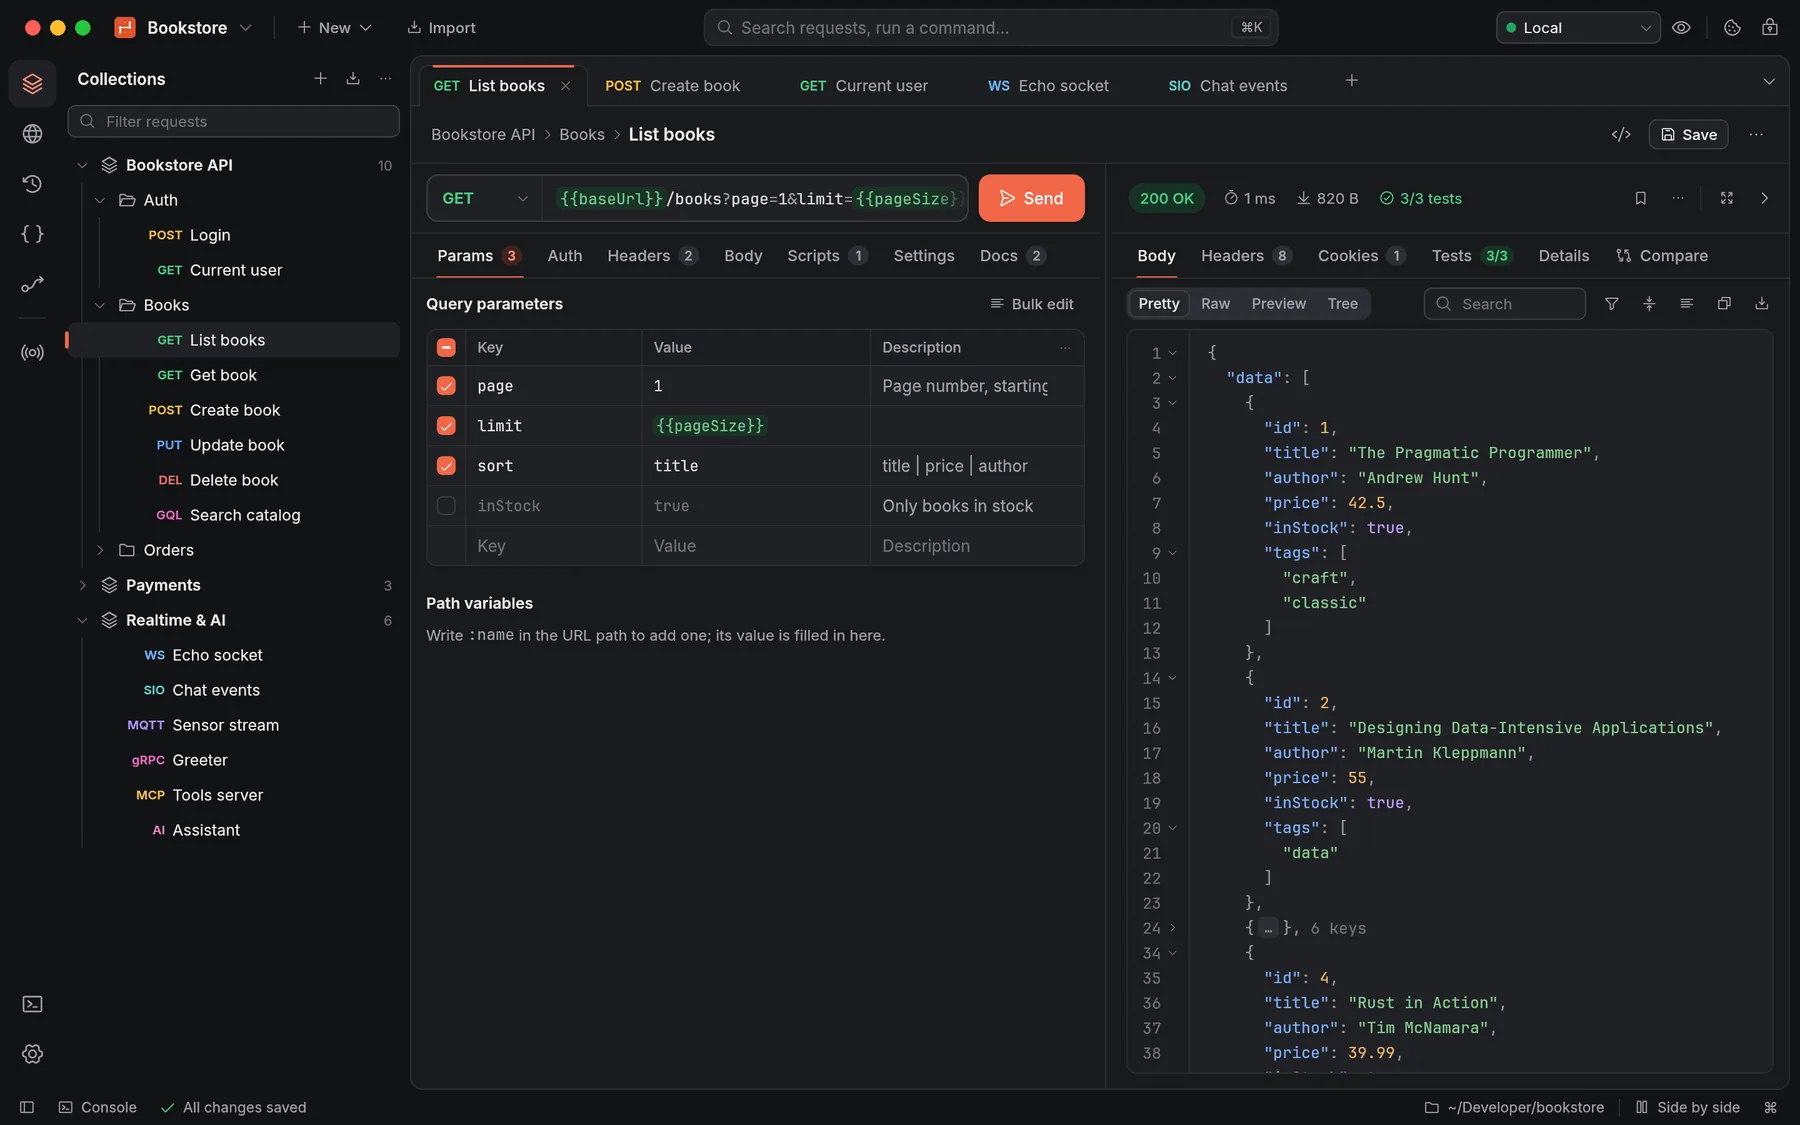 Bookstore
New
Import
Search requests, run a command...
⌘K
Local
Collections
Filter requests
Bookstore API 10
Auth
POST Login
GET Current user
Books
GET List books
GET Get book
POST Create book
PUT Update book
DEL Delete book
GQL Search catalog
Orders
Payments 3
Realtime & AI 6
WS Echo socket
SIO Chat events
MQTT Sensor stream
gRPC Greeter
MCP Tools server
AI Assistant
GET List books
POST Create book
GET Current user
WS Echo socket
SIO Chat events
Bookstore API > Books > List books
</> Save
GET {{baseUrl}}/books?page=1&limit={{pageSize}}
Send
Params 3 Auth Headers 2 Body Scripts 1 Settings Docs 2
Query parameters
Bulk edit
Key Value Description
page 1 Page number, starting
limit {{pageSize}}
sort title title | price | author
inStock true Only books in stock
Key Value Description
Path variables
Write :name in the URL path to add one; its value is filled in here.
200 OK 1 ms 820 B 3/3 tests
Body Headers 8 Cookies 1 Tests 3/3 Details Compare
Pretty Raw Preview Tree
Search
1 {
2 "data": [
3 {
4 "id": 1,
5 "title": "The Pragmatic Programmer",
6 "author": "Andrew Hunt",
7 "price": 42.5,
8 "inStock": true,
9 "tags": [
10 "craft",
11 "classic"
12 ]
13 },
14 {
15 "id": 2,
16 "title": "Designing Data-Intensive Applications",
17 "author": "Martin Kleppmann",
18 "price": 55,
19 "inStock": true,
20 "tags": [
21 "data"
22 ]
23 },
24 { … }, 6 keys
34 {
35 "id": 4,
36 "title": "Rust in Action",
37 "author": "Tim McNamara",
38 "price": 39.99,
Console
All changes saved
~/Developer/bookstore
Side by side
⌘